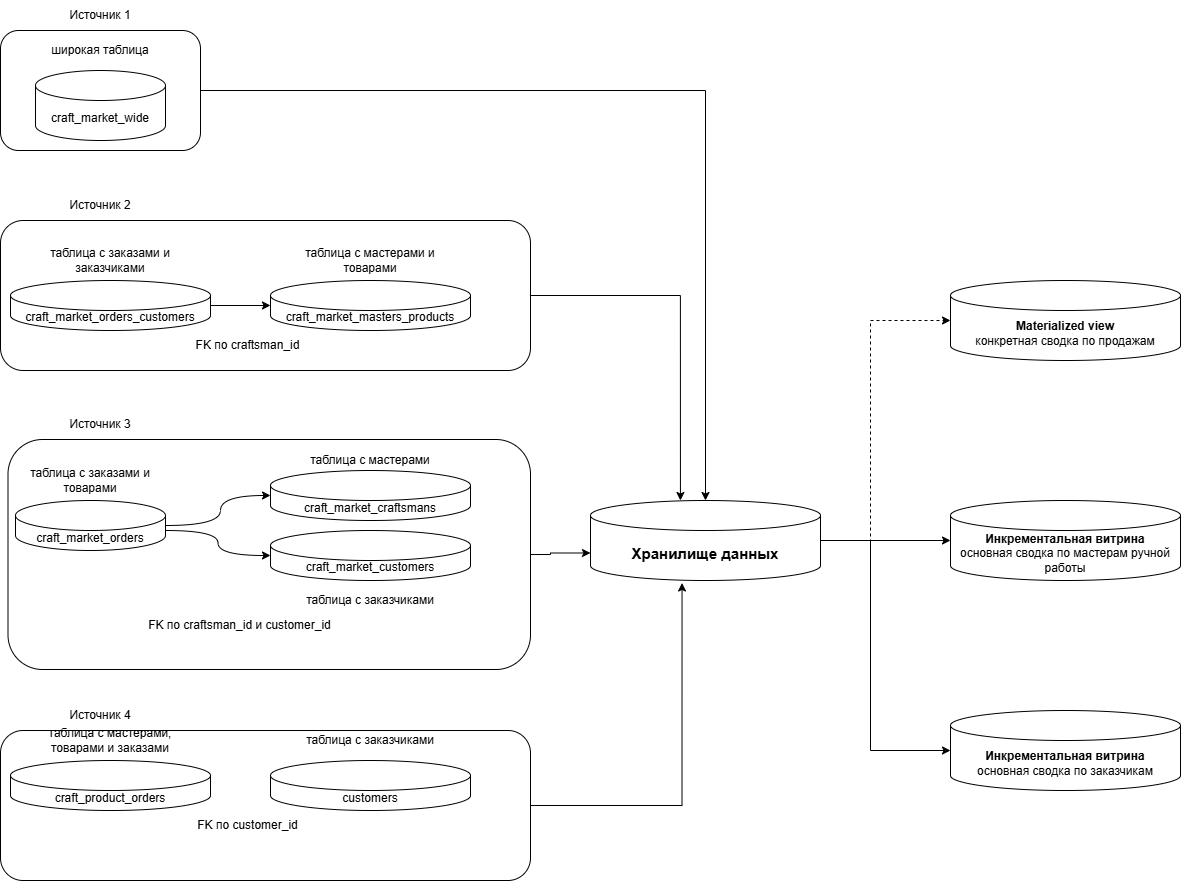 Источник 1
широкая таблица
craft_market_wide
Источник 2
таблица с заказами и
заказчиками
craft_market_orders_customers
таблица с мастерами и
товарами
craft_market_masters_products
FK по craftsman_id
Источник 3
таблица с заказами и
товарами
craft_market_orders
таблица с мастерами
craft_market_craftsmans
craft_market_customers
таблица с заказчиками
FK по craftsman_id и customer_id
Источник 4
таблица с мастерами,
товарами и заказами
craft_product_orders
таблица с заказчиками
customers
FK по customer_id
Хранилище данных
Materialized view
конкретная сводка по продажам
Инкрементальная витрина
основная сводка по мастерам ручной
работы
Инкрементальная витрина
основная сводка по заказчикам